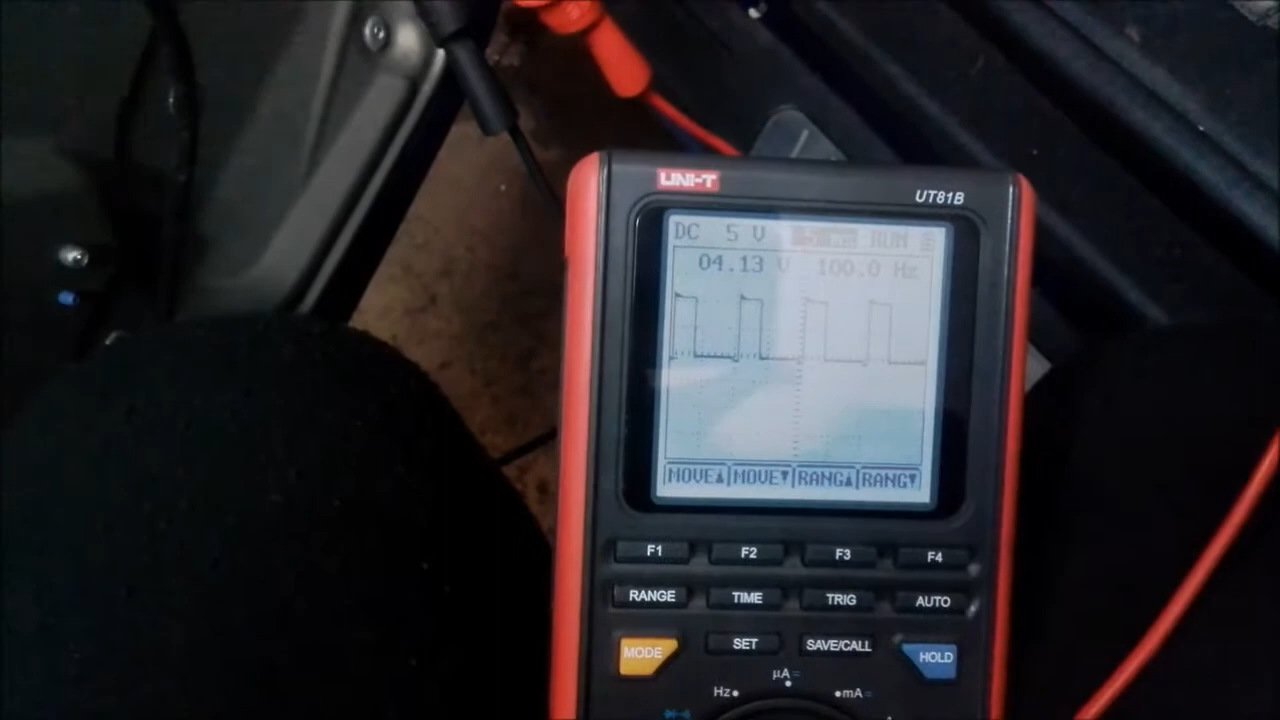 UNI-T
UT81B
DC 5 V RUN
04.13 V 100.0 Hz
MOVE▲ MOVE▼ RANG▲ RANG▼
F1 F2 F3 F4
RANGE TIME TRIG AUTO
MODE SET SAVE/CALL HOLD
µA
Hz mA